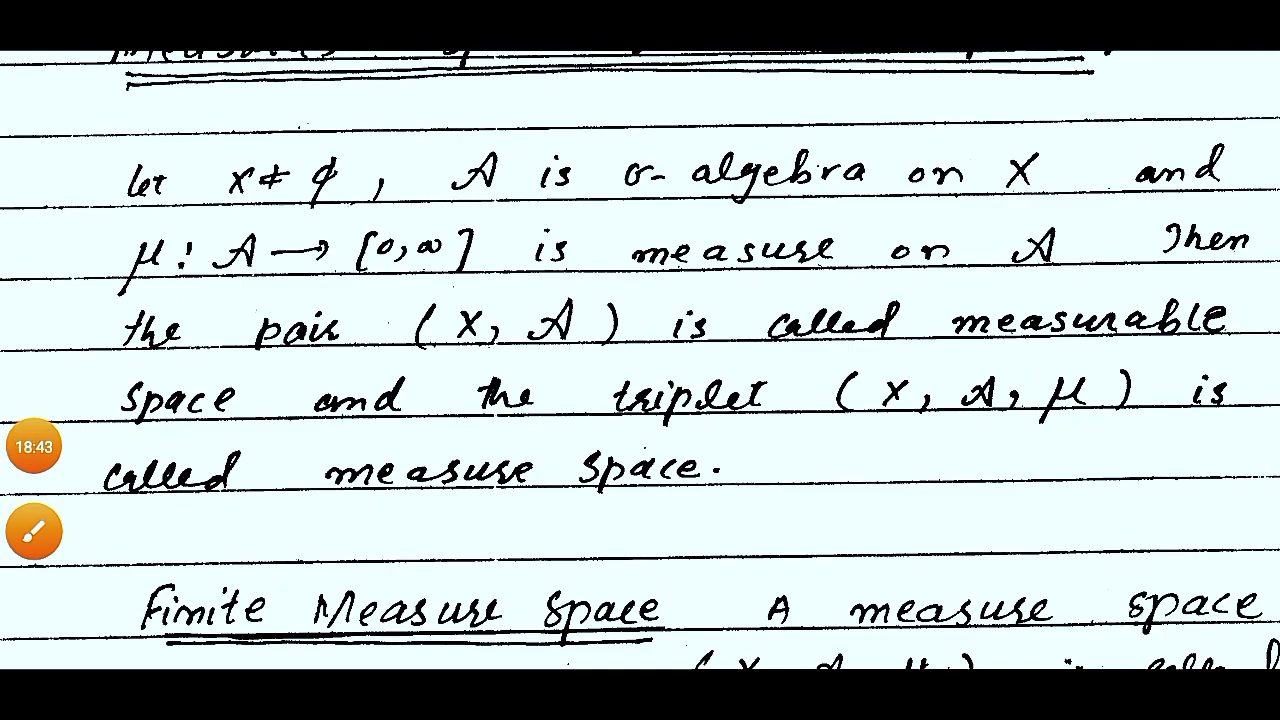 let X ≠ ϕ, 𝒜 is σ-algebra on X and
μ: 𝒜 → [0,∞] is measure on 𝒜 Then
the pair (X, 𝒜) is called measurable
space and the triplet (X, 𝒜, μ) is
18:43
called measure space.
Finite Measure Space A measure space